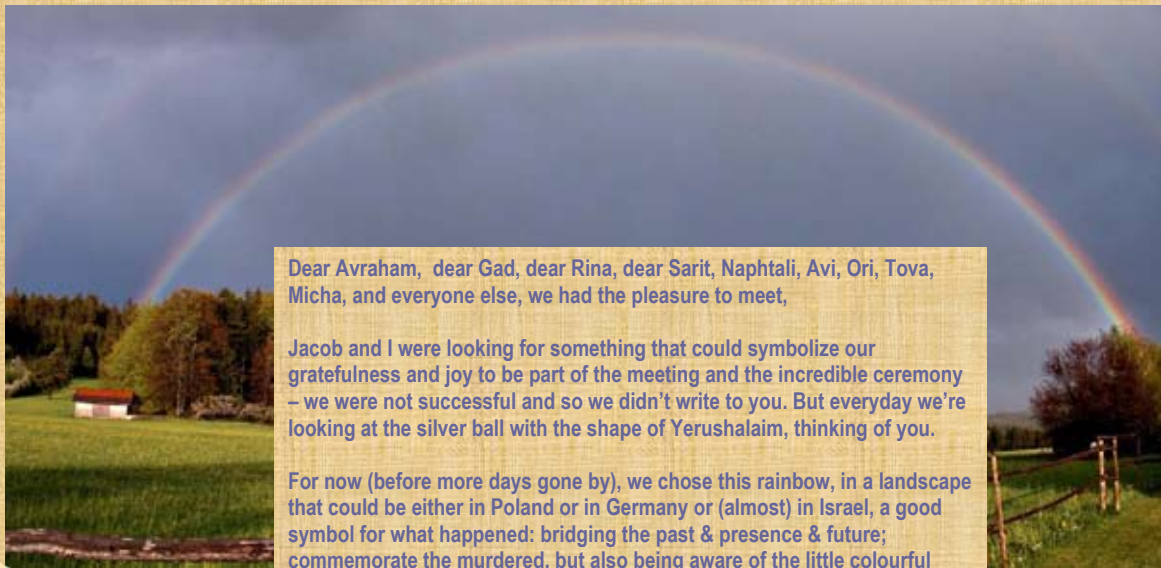 Dear Avraham,  dear Gad, dear Rina, dear Sarit, Naphtali, Avi, Ori, Tova,
Micha, and everyone else, we had the pleasure to meet,
Jacob and I were looking for something that could symbolize our
gratefulness and joy to be part of the meeting and the incredible ceremony
– we were not successful and so we didn’t write to you. But everyday we’re
looking at the silver ball with the shape of Yerushalaim, thinking of you.
For now (before more days gone by), we chose this rainbow, in a landscape
that could be either in Poland or in Germany or (almost) in Israel, a good
symbol for what happened: bridging the past & presence & future;
commemorate the murdered, but also being aware of the little colourful